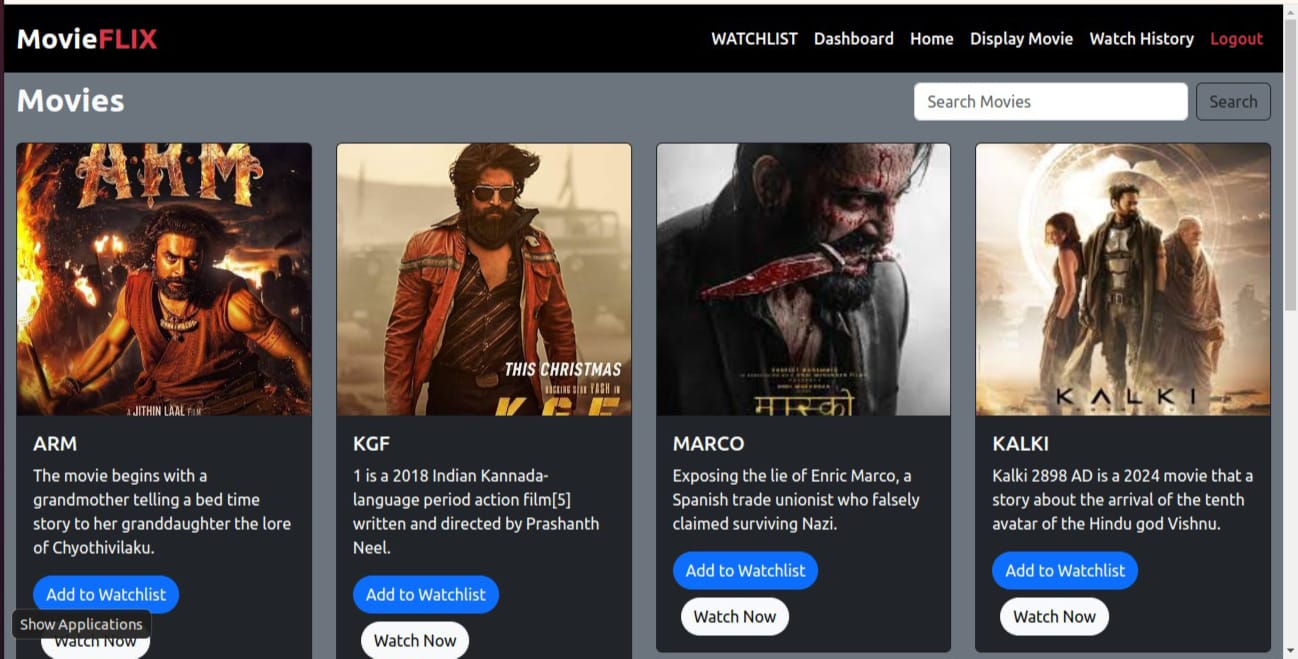 MovieFLIX
WATCHLIST Dashboard Home Display Movie Watch History Logout
Movies
Search Movies
Search
A.R.M
A JITHIN LAAL FILM
THIS CHRISTMAS
ROCKING STAR YASH IN
KGF
मार्को
KALKI
ARM
The movie begins with a
grandmother telling a bed time
story to her granddaughter the lore
of Chyothivilaku.
Add to Watchlist
Show Applications
Watch Now
KGF
1 is a 2018 Indian Kannada-
language period action film[5]
written and directed by Prashanth
Neel.
Add to Watchlist
Watch Now
MARCO
Exposing the lie of Enric Marco, a
Spanish trade unionist who falsely
claimed surviving Nazi.
Add to Watchlist
Watch Now
KALKI
Kalki 2898 AD is a 2024 movie that a
story about the arrival of the tenth
avatar of the Hindu god Vishnu.
Add to Watchlist
Watch Now